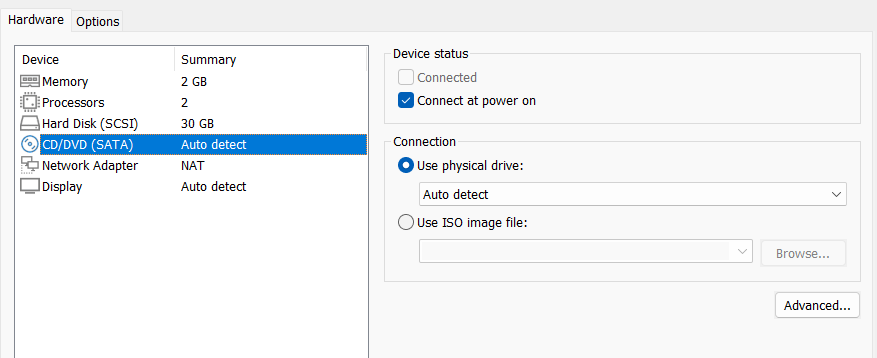 Hardware Options
Device Summary
Memory 2 GB
Processors 2
Hard Disk (SCSI) 30 GB
CD/DVD (SATA) Auto detect
Network Adapter NAT
Display Auto detect
Device status
Connected
Connect at power on
Connection
Use physical drive:
Auto detect
Use ISO image file:
Browse...
Advanced...